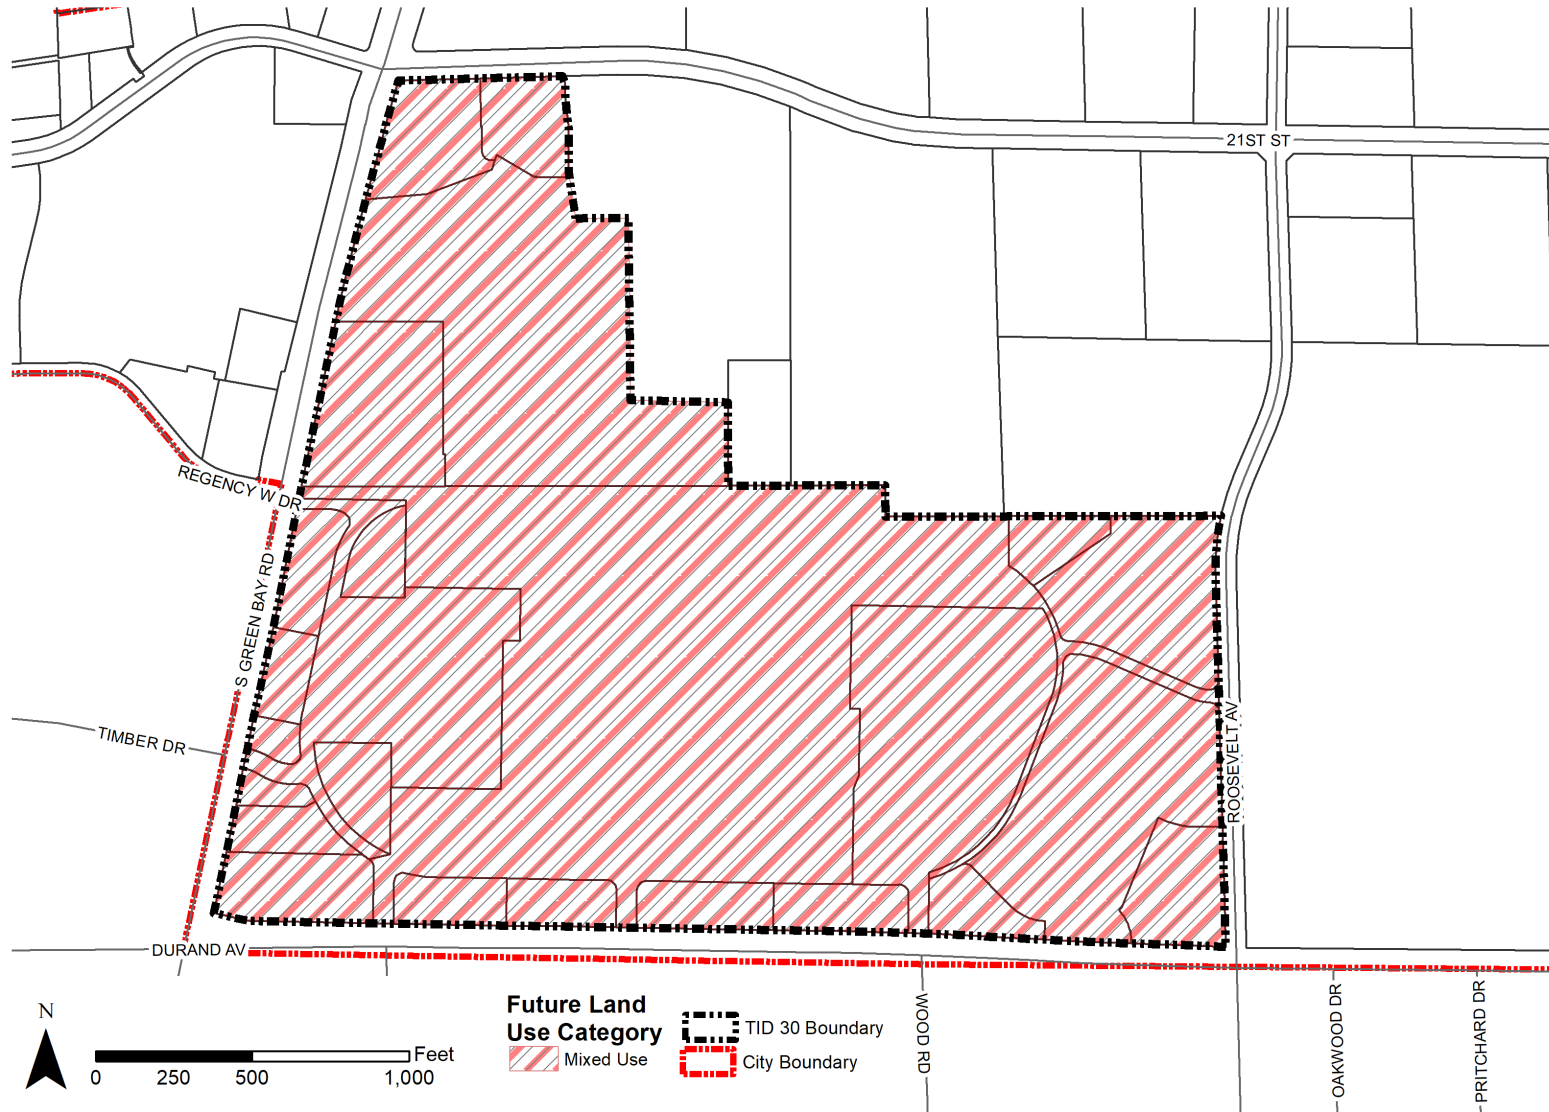 21ST ST
REGENCY W DR
S GREEN BAY RD
TIMBER DR
ROOSEVELT AV
DURAND AV
WOOD RD
OAKWOOD DR
PRITCHARD DR
N
Feet
0 250 500 1,000
Future Land
Use Category
Mixed Use
TID 30 Boundary
City Boundary